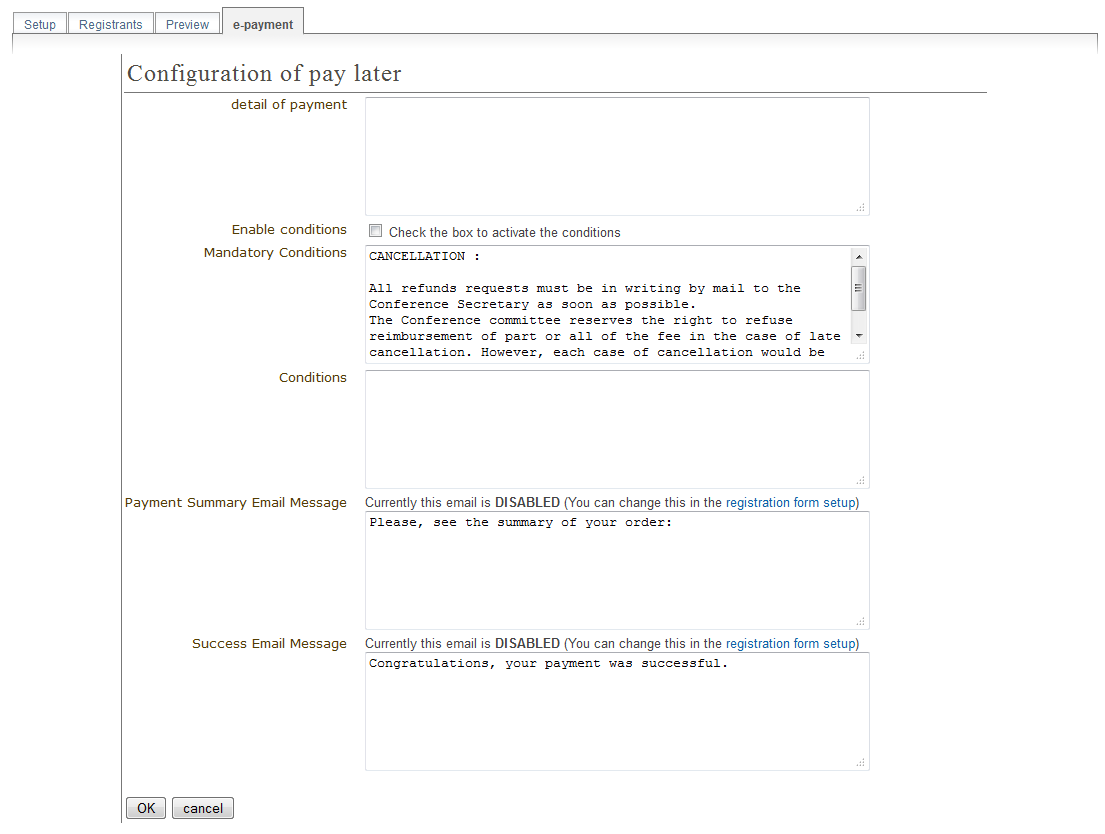 Setup Registrants Preview e-payment
Configuration of pay later
detail of payment
Enable conditions Check the box to activate the conditions
Mandatory Conditions CANCELLATION :
All refunds requests must be in writing by mail to the
Conference Secretary as soon as possible.
The Conference committee reserves the right to refuse
reimbursement of part or all of the fee in the case of late
cancellation. However, each case of cancellation would be
Conditions
Payment Summary Email Message Currently this email is DISABLED (You can change this in the registration form setup)
Please, see the summary of your order:
Success Email Message Currently this email is DISABLED (You can change this in the registration form setup)
Congratulations, your payment was successful.
OK cancel